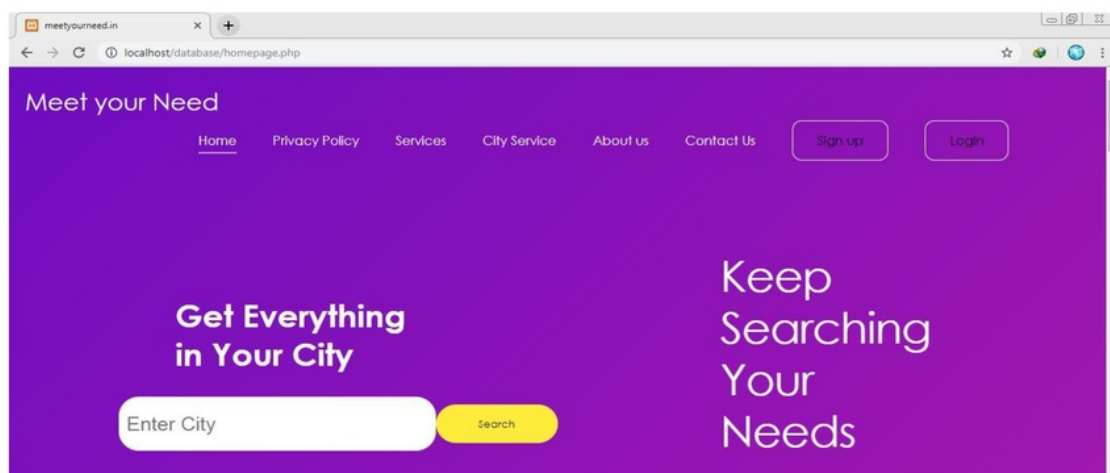 meetyourneed.in
localhost/database/homepage.php
Meet your Need
Home Privacy Policy Services City Service About us Contact Us Sign up Login
Get Everything
in Your City
Enter City
Search
Keep
Searching
Your
Needs